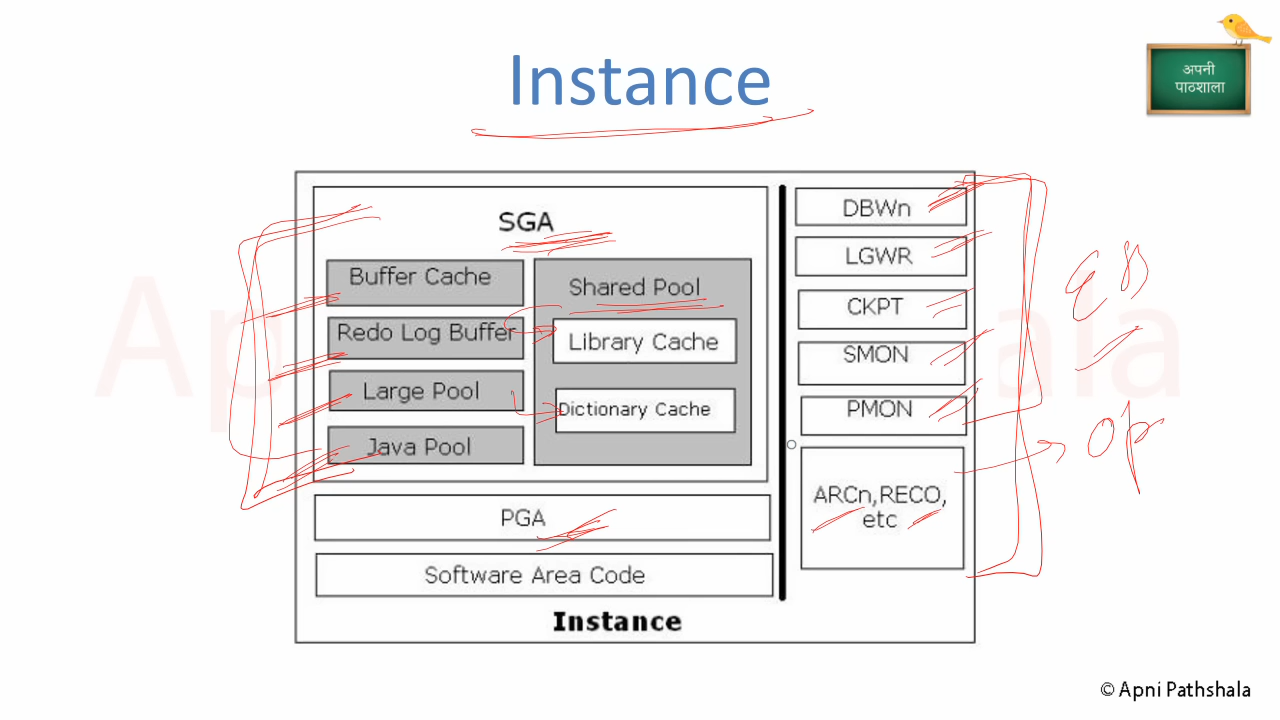 Instance
अपनी
पाठशाला
SGA
Buffer Cache
Redo Log Buffer
Large Pool
Java Pool
Shared Pool
Library Cache
Dictionary Cache
PGA
Software Area Code
DBWn
LGWR
CKPT
SMON
PMON
ARCn,RECO,
etc
Instance
op
© Apni Pathshala